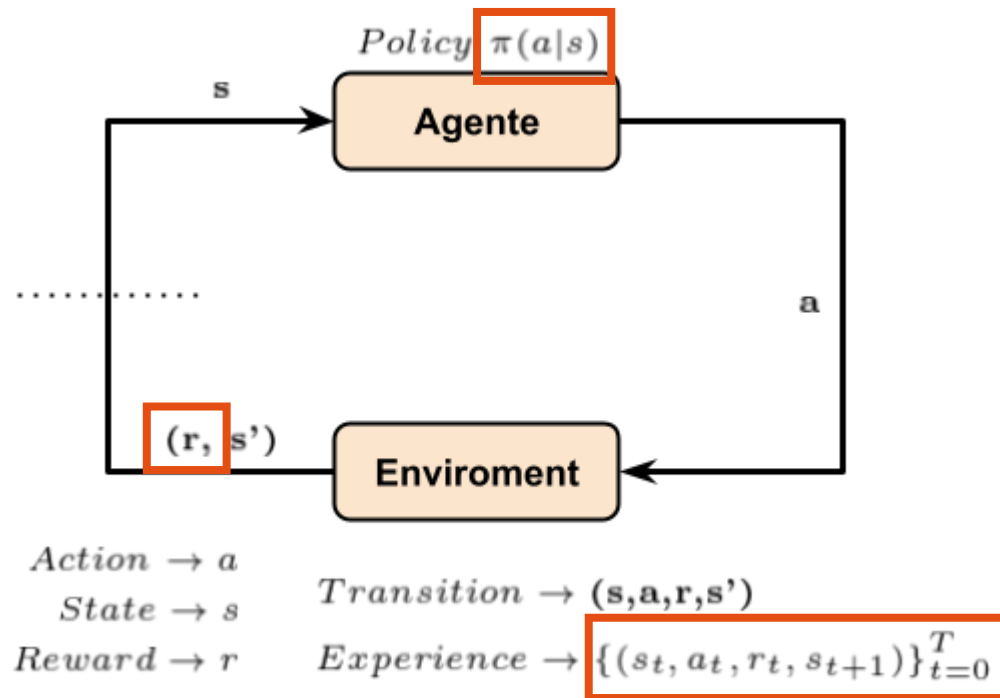 Policy π(a|s)
s
Agente
a
............
(r, s')
Enviroment
Action → a
State → s
Reward → r
Transition → (s,a,r,s')
Experience → {(s_t, a_t, r_t, s_{t+1})}_{t=0}^T